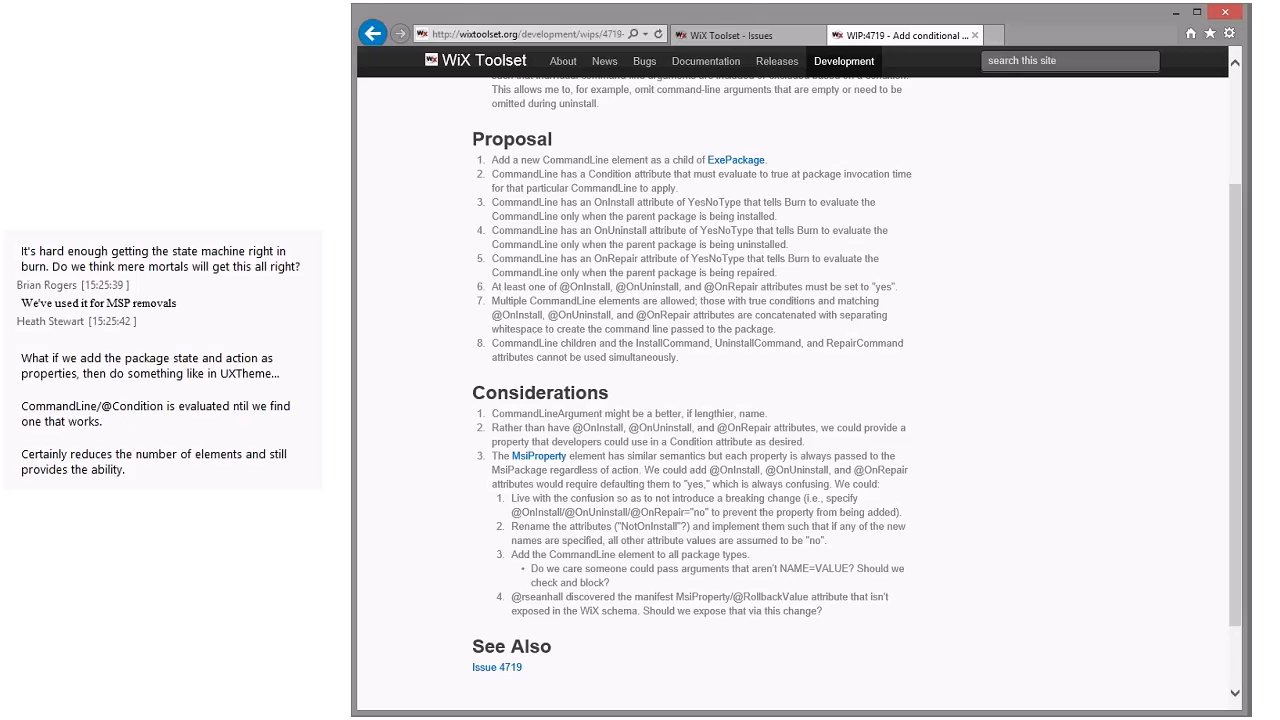 It's hard enough getting the state machine right in
burn. Do we think mere mortals will get this all right?
Brian Rogers [15:25:39 ]
We've used it for MSP removals
Heath Stewart [15:25:42 ]
What if we add the package state and action as
properties, then do something like in UXTheme...
CommandLine/@Condition is evaluated ntil we find
one that works.
Certainly reduces the number of elements and still
provides the ability.
http://wixtoolset.org/development/wips/4719-
WiX Toolset - Issues
WIP:4719 - Add conditional ...
WiX Toolset
About
News
Bugs
Documentation
Releases
Development
search this site
This allows me to, for example, omit command-line arguments that are empty or need to be
omitted during uninstall.
Proposal
1. Add a new CommandLine element as a child of ExePackage.
2. CommandLine has a Condition attribute that must evaluate to true at package invocation time
for that particular CommandLine to apply.
3. CommandLine has an OnInstall attribute of YesNoType that tells Burn to evaluate the
CommandLine only when the parent package is being installed.
4. CommandLine has an OnUninstall attribute of YesNoType that tells Burn to evaluate the
CommandLine only when the parent package is being uninstalled.
5. CommandLine has an OnRepair attribute of YesNoType that tells Burn to evaluate the
CommandLine only when the parent package is being repaired.
6. At least one of @OnInstall, @OnUninstall, and @OnRepair attributes must be set to "yes".
7. Multiple CommandLine elements are allowed; those with true conditions and matching
@OnInstall, @OnUninstall, and @OnRepair attributes are concatenated with separating
whitespace to create the command line passed to the package.
8. CommandLine children and the InstallCommand, UninstallCommand, and RepairCommand
attributes cannot be used simultaneously.
Considerations
1. CommandLineArgument might be a better, if lengthier, name.
2. Rather than have @OnInstall, @OnUninstall, and @OnRepair attributes, we could provide a
property that developers could use in a Condition attribute as desired.
3. The MsiProperty element has similar semantics but each property is always passed to the
MsiPackage regardless of action. We could add @OnInstall, @OnUninstall, and @OnRepair
attributes would require defaulting them to "yes," which is always confusing. We could:
1. Live with the confusion so as to not introduce a breaking change (i.e., specify
@OnInstall/@OnUninstall/@OnRepair="no" to prevent the property from being added).
2. Rename the attributes ("NotOnInstall"?) and implement them such that if any of the new
names are specified, all other attribute values are assumed to be "no".
3. Add the CommandLine element to all package types.
• Do we care someone could pass arguments that aren't NAME=VALUE? Should we
check and block?
4. @rseanhall discovered the manifest MsiProperty/@RollbackValue attribute that isn't
exposed in the WiX schema. Should we expose that via this change?
See Also
Issue 4719